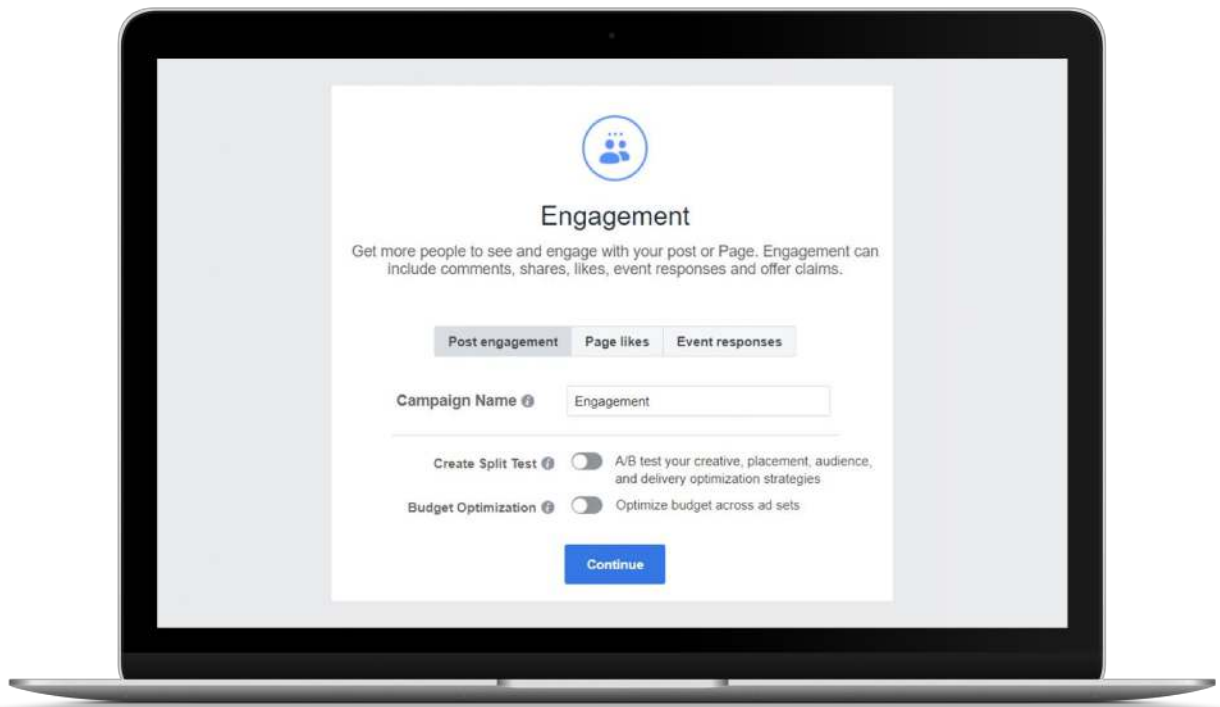 Engagement
Get more people to see and engage with your post or Page. Engagement can
include comments, shares, likes, event responses and offer claims.
Post engagement Page likes Event responses
Campaign Name Engagement
Create Split Test A/B test your creative, placement, audience,
and delivery optimization strategies
Budget Optimization Optimize budget across ad sets
Continue